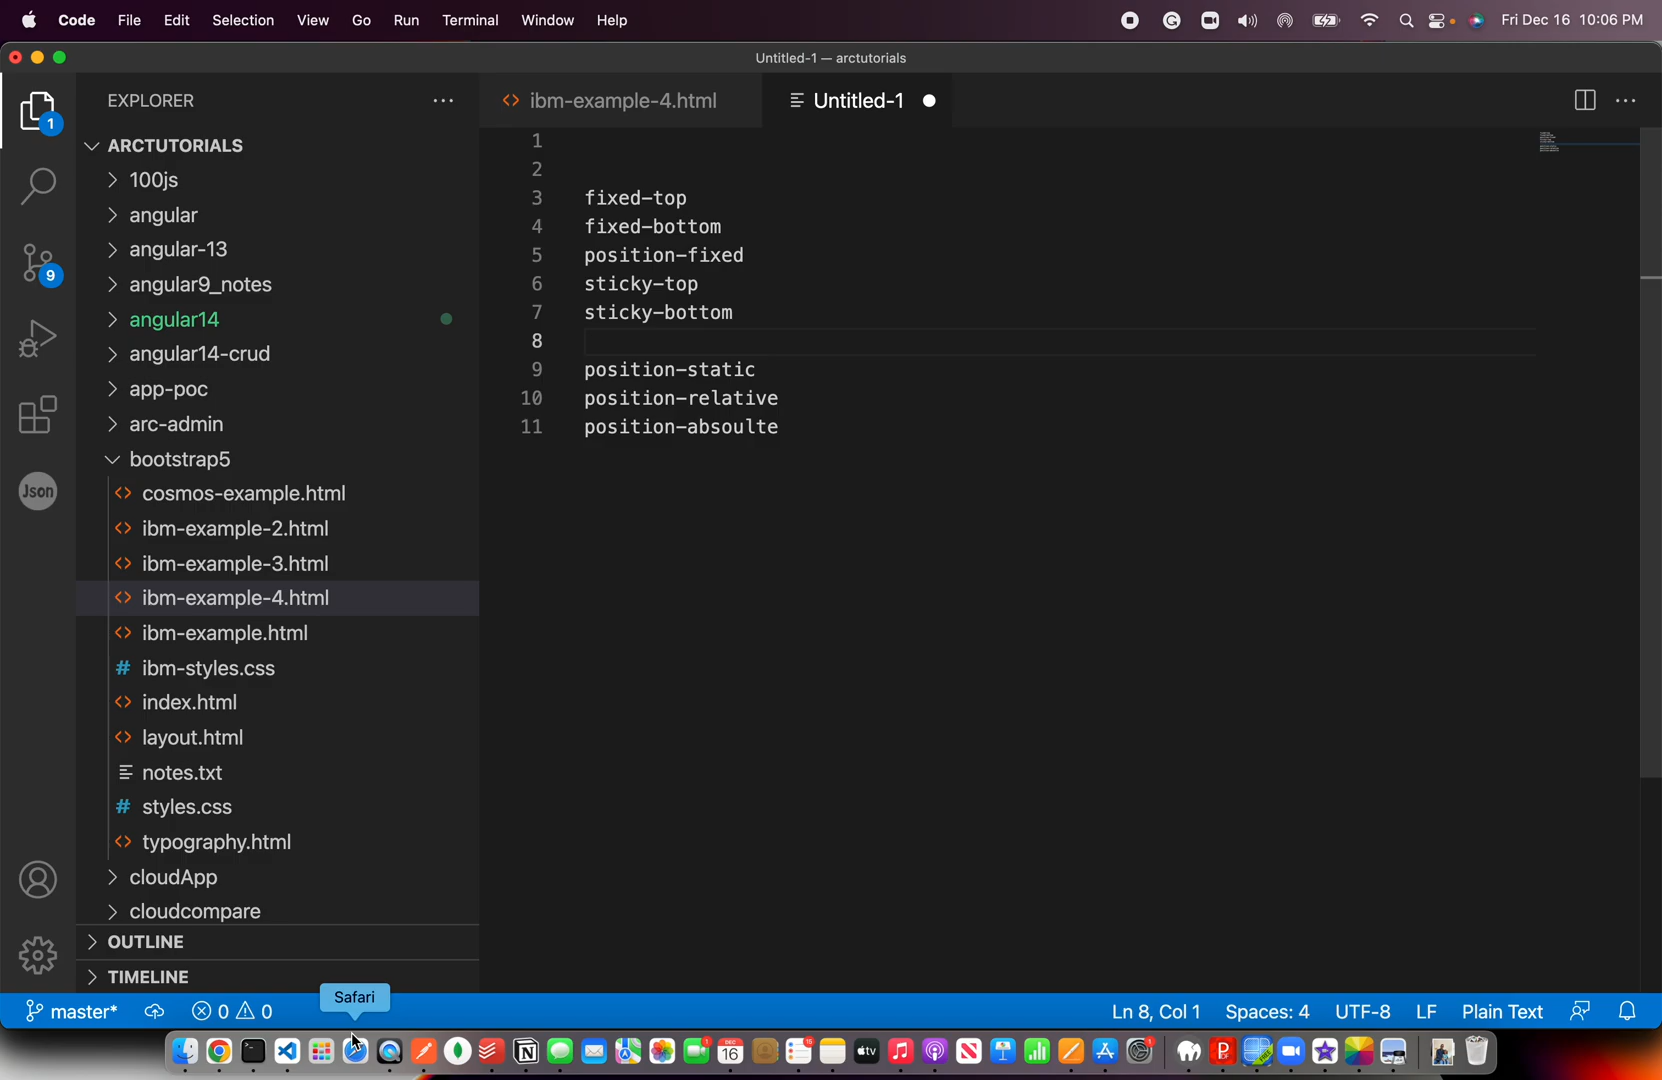 Code File Edit Selection View Go Run Terminal Window Help Fri Dec 16 10:06 PM
Untitled-1 — arctutorials
EXPLORER
ibm-example-4.html
Untitled-1
1
9
Json
ARCTUTORIALS
100js
angular
angular-13
angular9_notes
angular14
angular14-crud
app-poc
arc-admin
bootstrap5
cosmos-example.html
ibm-example-2.html
ibm-example-3.html
ibm-example-4.html
ibm-example.html
# ibm-styles.css
index.html
layout.html
notes.txt
# styles.css
typography.html
cloudApp
cloudcompare
OUTLINE
TIMELINE
1
2
3 fixed-top
4 fixed-bottom
5 position-fixed
6 sticky-top
7 sticky-bottom
8
9 position-static
10 position-relative
11 position-absoulte
Safari
master* 0 0 Ln 8, Col 1 Spaces: 4 UTF-8 LF Plain Text
DEC
16
tv